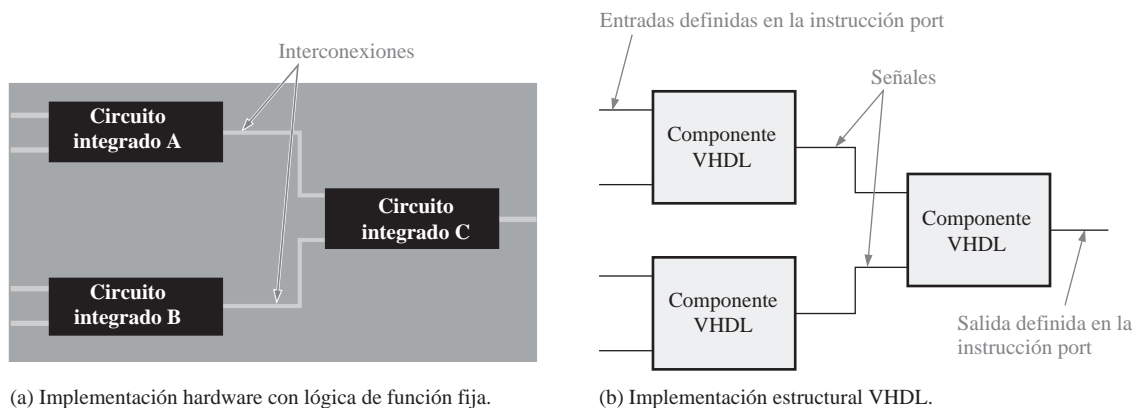 Interconexiones
Circuito
integrado A
Circuito
integrado B
Circuito
integrado C
(a) Implementación hardware con lógica de función fija.
Entradas definidas en la instrucción port
Señales
Componente
VHDL
Componente
VHDL
Componente
VHDL
Salida definida en la
instrucción port
(b) Implementación estructural VHDL.